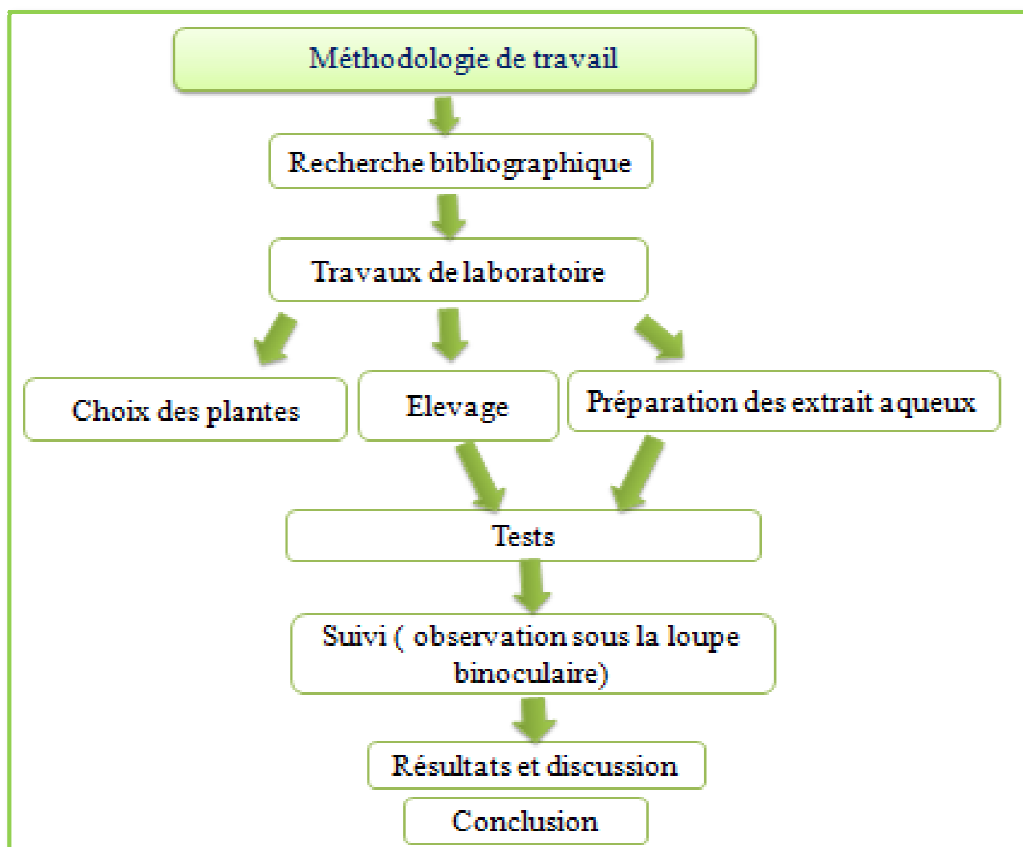 Méthodologie de travail
Recherche bibliographique
Travaux de laboratoire
Choix des plantes
Elevage
Préparation des extrait aqueux
Tests
Suivi ( observation sous la loupe
binoculaire)
Résultats et discussion
Conclusion